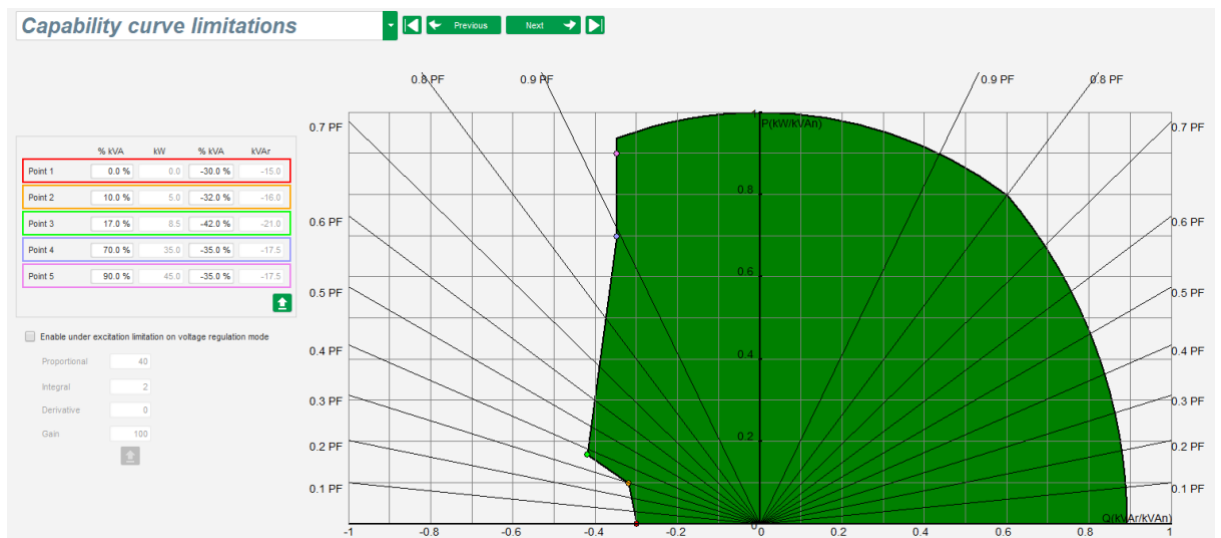 Capability curve limitations
Previous
Next
0.8 PF
0.9 PF
0.9 PF
0.8 PF
0.7 PF
P(kW/kVAn)
0.7 PF
% kVA kW % kVA kVAr
Point 1 0.0 % 0.0 -30.0 % -15.0
Point 2 10.0 % 5.0 -32.0 % -16.0
Point 3 17.0 % 8.5 -42.0 % -21.0
Point 4 70.0 % 35.0 -35.0 % -17.5
Point 5 90.0 % 45.0 -35.0 % -17.5
Enable under excitation limitation on voltage regulation mode
Proportional 40
Integral 2
Derivative 0
Gain 100
1
0.8
0.6 PF
0.6 PF
0.6
0.5 PF
0.5 PF
0.4 PF
0.4
0.4 PF
0.3 PF
0.3 PF
0.2 PF
0.2
0.2 PF
0.1 PF
0.1 PF
Q(kVAr/kVAn)
-1 -0.8 -0.6 -0.4 -0.2 0 0.2 0.4 0.6 0.8 1